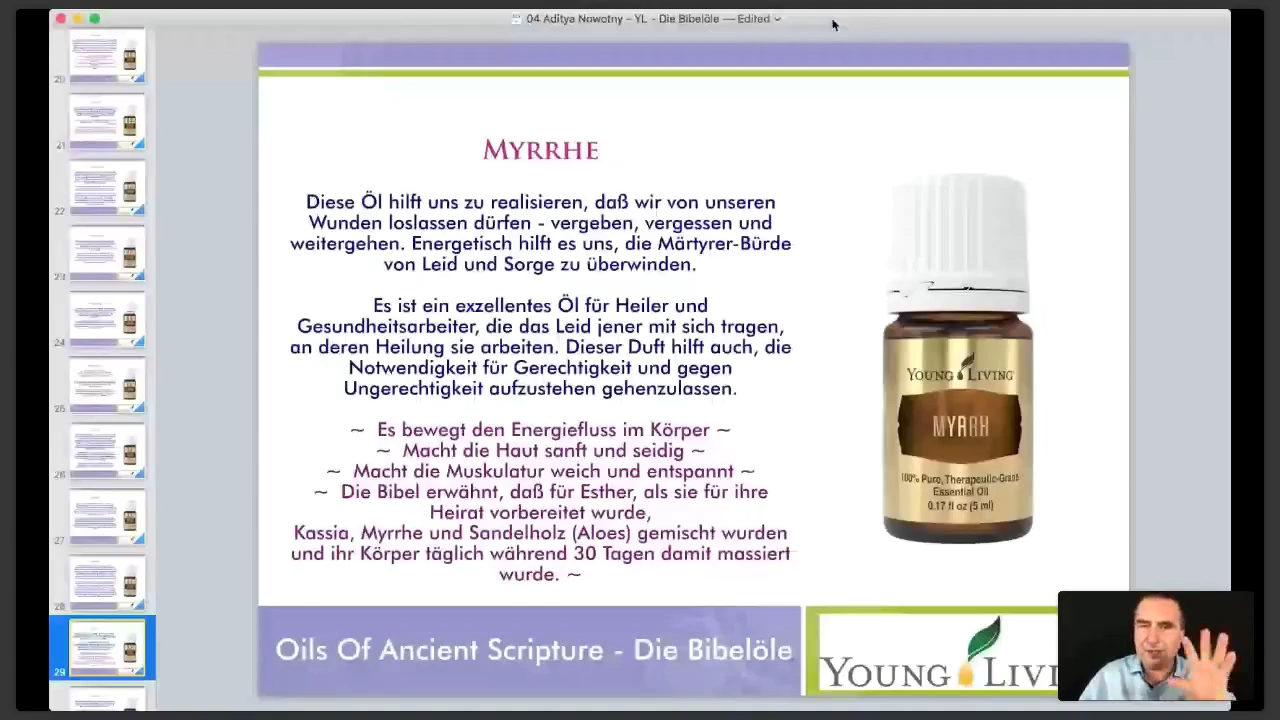 04 Aditya Nowotny - YL - Die Bibelöle — Edited
20
21
22
23
24
25
26
27
28
29
MYRRHE
Diese Öl hilft uns zu realisieren, daß wir von unseren
Wunden loslassen dürfen - vergeben, vergessen und
weitergehen. Energetisch hilft es uns, die Märtyrer-Bürde
von Leid und Sorge zu überwinden.
Es ist ein exzellentes Öl für Heiler und
Gesundheitsarbeiter, die das Leid jener mit sich tragen,
an deren Heilung sie arbeiten. Dieser Duft hilft auch, die
Notwendigkeit für Gerechtigkeit und gegen
Ungerechtigkeit aufzustehen gehenzulassen.
~ Es bewegt den Energiefluss im Körper ~
~ Macht die Haut sanft und seidig ~
~ Macht die Muskulatur weich und entspannt ~
~ Die Bibel erwähnt, daß für Esther, als sie für ihre
Heirat vorbereitet wurde,
Kassia, Myrrhe und Sandelholz (Aloes) gemischt wurden
und ihr Körper täglich während 30 Tagen damit massiert
wurde. ~
YOUNG LIVING
MYRRH
100% Pure, Therapeutic-Grade
Essential Oil
0.17 fl oz (5 ml)
Oils of Ancient Scripture - Die Bibelöle
YOUNG LIVI